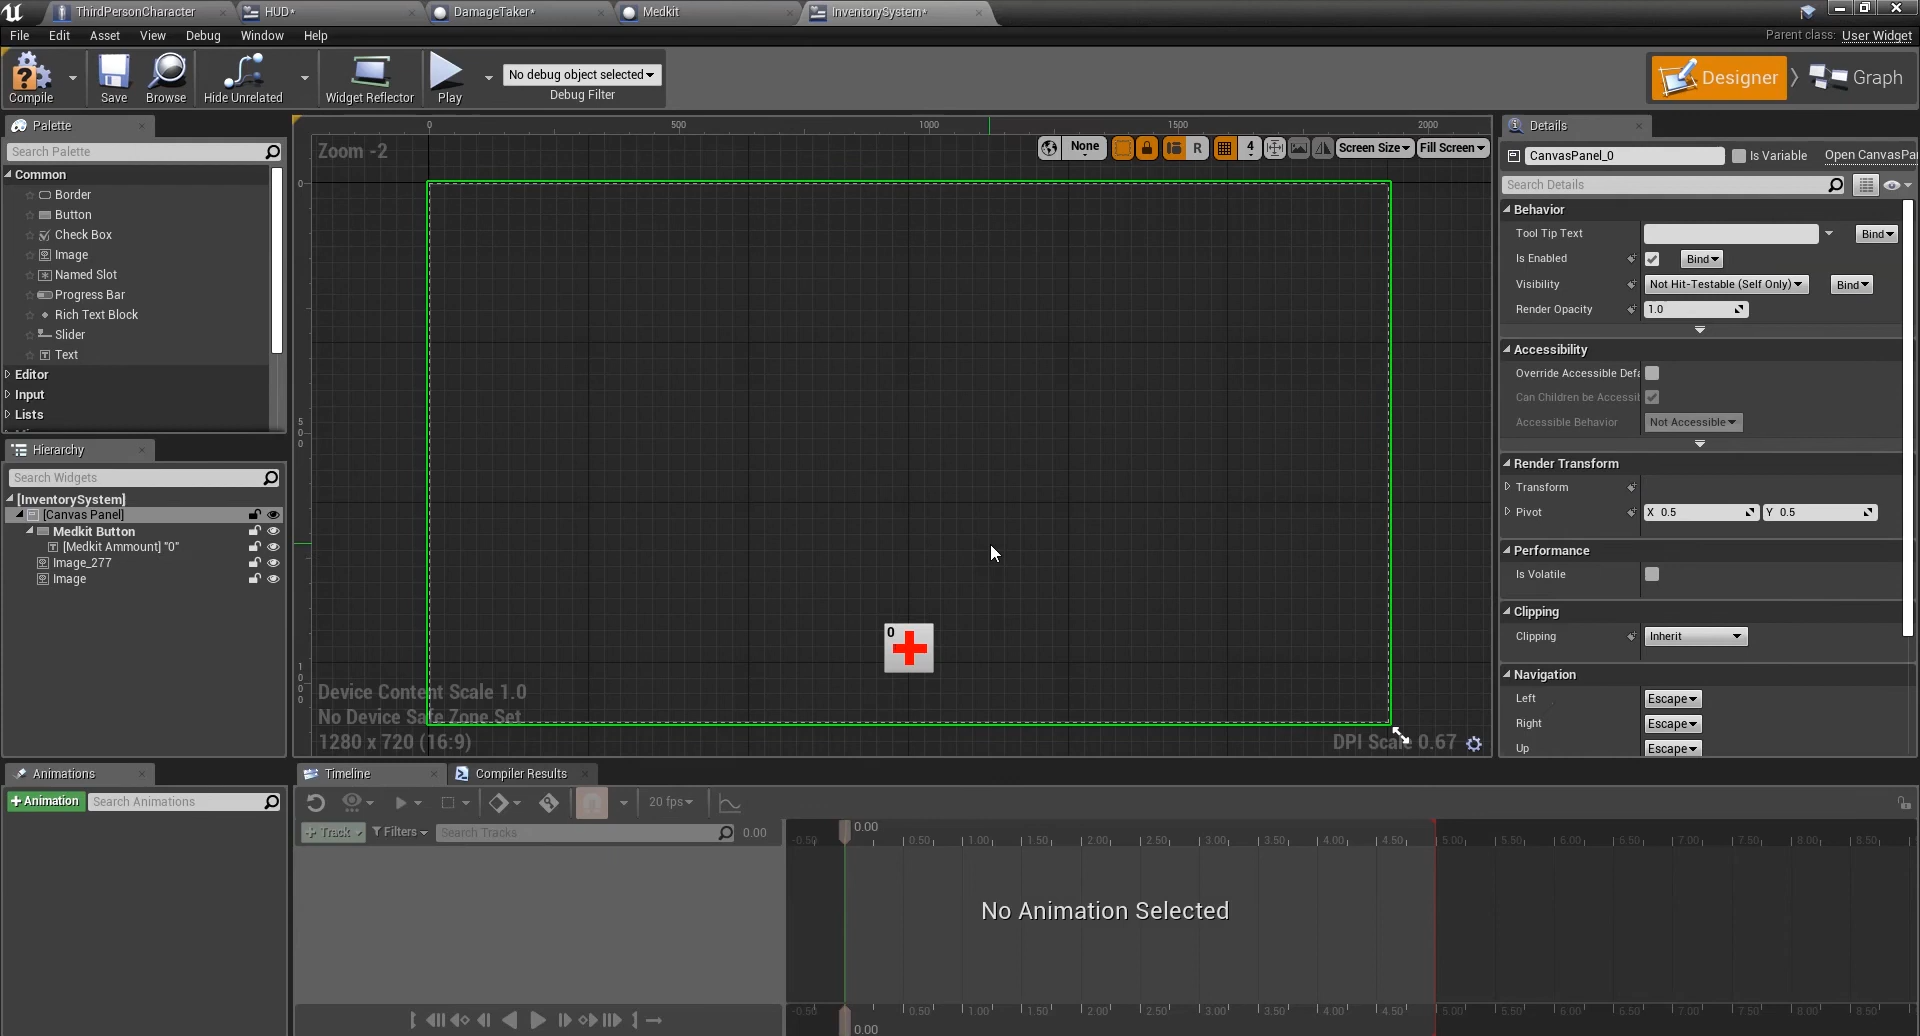 ThirdPersonCharacter HUD* DamageTaker* Medkit InventorySystem*
File Edit Asset View Debug Window Help Parent class: User Widget
Compile Save Browse Hide Unrelated Widget Reflector Play
No debug object selected
Debug Filter
Designer Graph
Palette
Search Palette
Common
Border
Button
Check Box
Image
Named Slot
Progress Bar
Rich Text Block
Slider
Text
Editor
Input
Lists
Hierarchy
Search Widgets
[InventorySystem]
[Canvas Panel]
Medkit Button
[Medkit Ammount] "0"
Image_277
Image
0 500 1000 1500 2000
Zoom -2
None R 4 Screen Size Fill Screen
0
500
1000
0
Device Content Scale 1.0
No Device Safe Zone Set
1280 x 720 (16:9)
DPI Scale 0.67
Details
CanvasPanel_0 Is Variable Open CanvasPa
Search Details
Behavior
Tool Tip Text Bind
Is Enabled Bind
Visibility Not Hit-Testable (Self Only) Bind
Render Opacity 1.0
Accessibility
Override Accessible Defa
Can Children be Accessib
Accessible Behavior Not Accessible
Render Transform
Transform
Pivot X 0.5 Y 0.5
Performance
Is Volatile
Clipping
Clipping Inherit
Navigation
Left Escape
Right Escape
Up Escape
Animations
+ Animation Search Animations
Timeline Compiler Results
20 fps
+ Track Filters Search Tracks 0.00
0.00
-0.50 0.50 1.00 1.50 2.00 2.50 3.00 3.50 4.00 4.50 5.00 5.50 6.00 6.50 7.00 7.50 8.00 8.50
No Animation Selected
-0.50 0.50 1.00 1.50 2.00 2.50 3.00 3.50 4.00 4.50 5.00 5.50 6.00 6.50 7.00 7.50 8.00 8.50
0.00